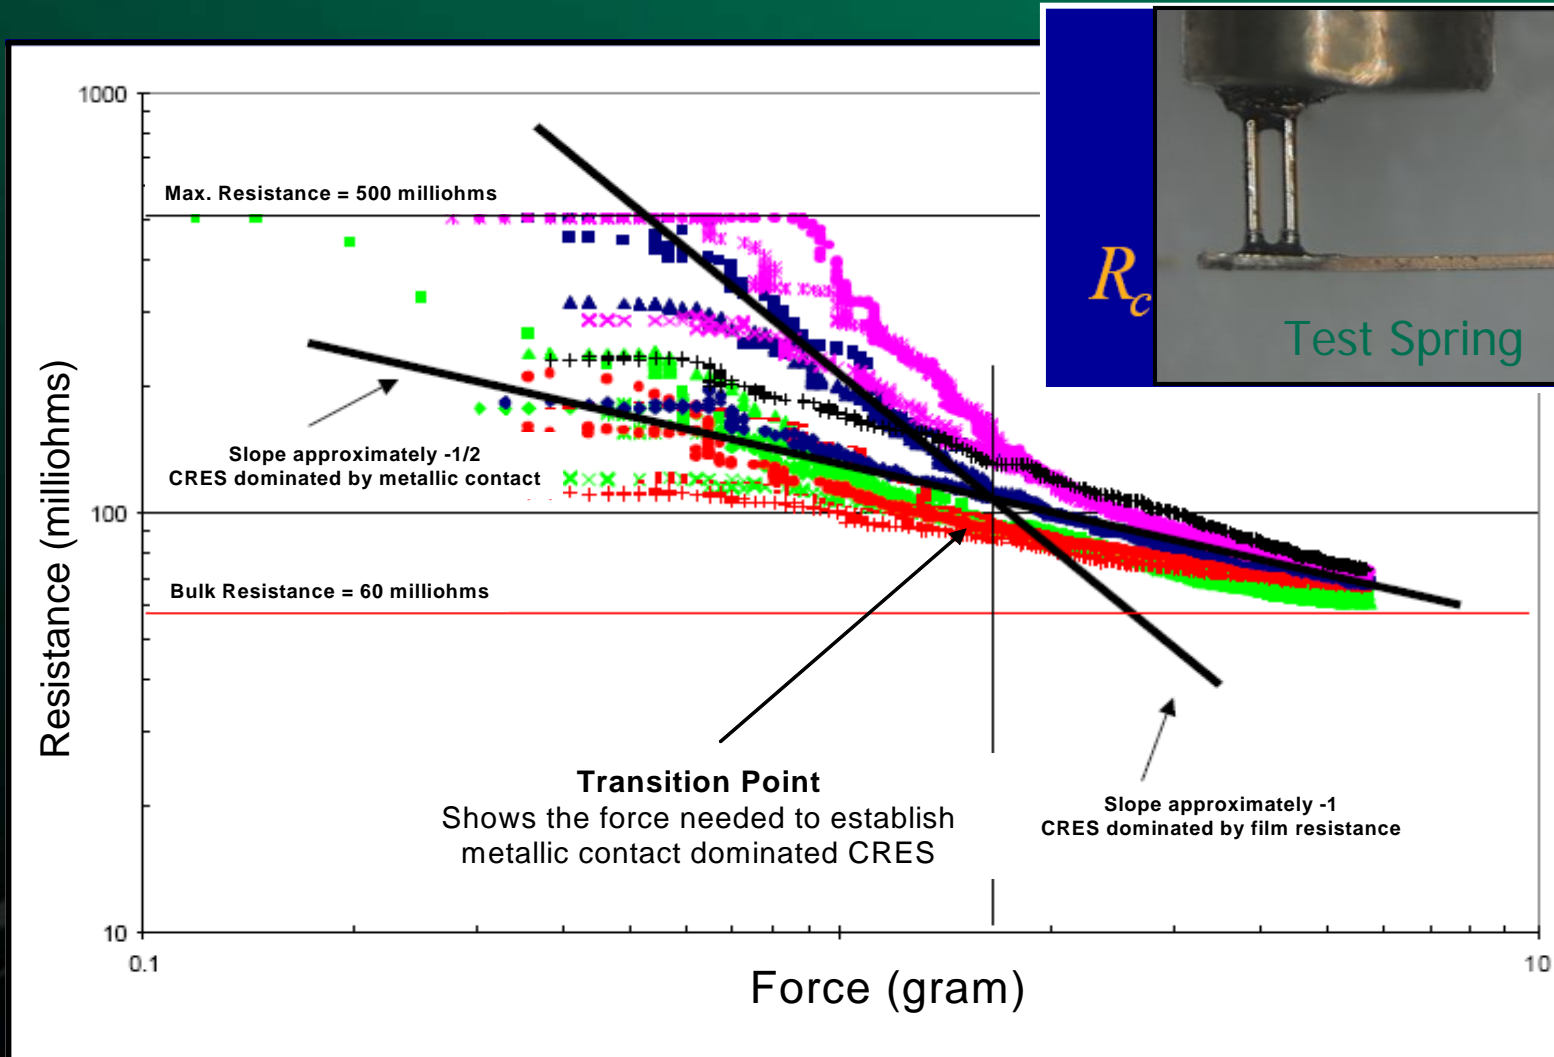 1000
Max. Resistance = 500 milliohms
R_c
Test Spring
Slope approximately -1/2
CRES dominated by metallic contact
100
Resistance (milliohms)
Bulk Resistance = 60 milliohms
Transition Point
Shows the force needed to establish
metallic contact dominated CRES
Slope approximately -1
CRES dominated by film resistance
10
0.1
10
Force (gram)